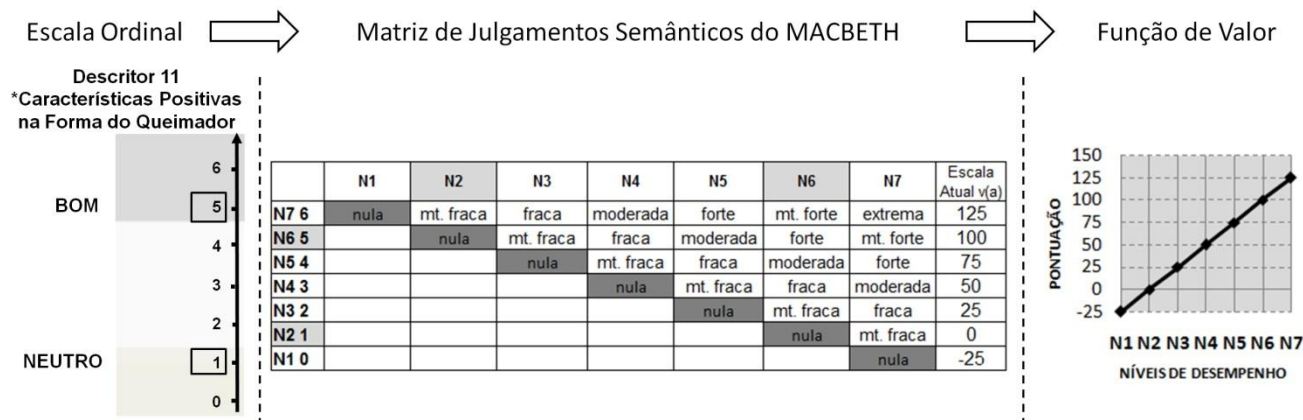 Escala Ordinal
Matriz de Julgamentos Semânticos do MACBETH
Função de Valor
Descritor 11
*Características Positivas
na Forma do Queimador
6
BOM 5
4
3
2
NEUTRO 1
0
N1 N2 N3 N4 N5 N6 N7 Escala Atual v(a)
N7 6 nula mt. fraca fraca moderada forte mt. forte extrema 125
N6 5 nula mt. fraca fraca moderada forte mt. forte 100
N5 4 nula mt. fraca fraca moderada forte 75
N4 3 nula mt. fraca fraca moderada 50
N3 2 nula mt. fraca fraca 25
N2 1 nula mt. fraca 0
N1 0 nula -25
PONTUAÇÃO
150
125
100
75
50
25
0
-25
N1 N2 N3 N4 N5 N6 N7
NÍVEIS DE DESEMPENHO